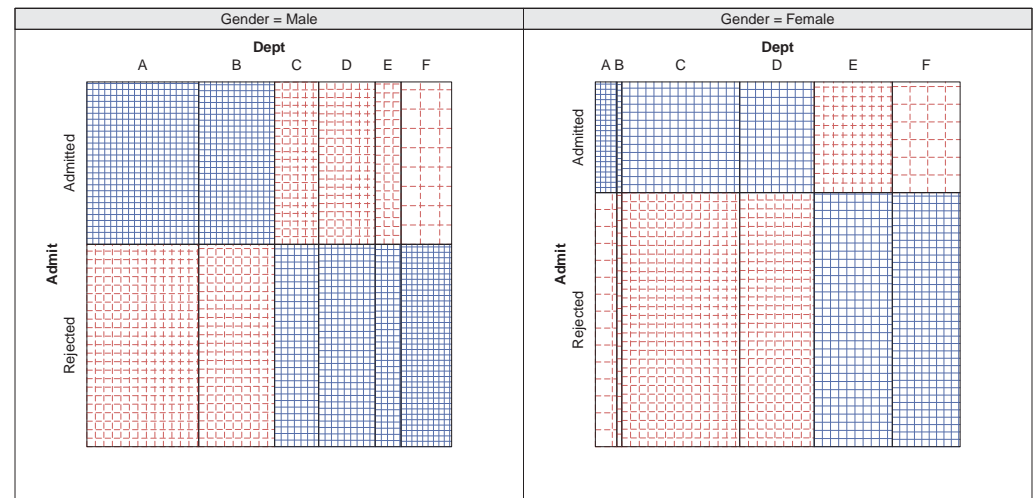 Gender = Male
Dept
A B C D E F
Admitted
Admit
Rejected
Gender = Female
Dept
A B C D E F
Admitted
Admit
Rejected